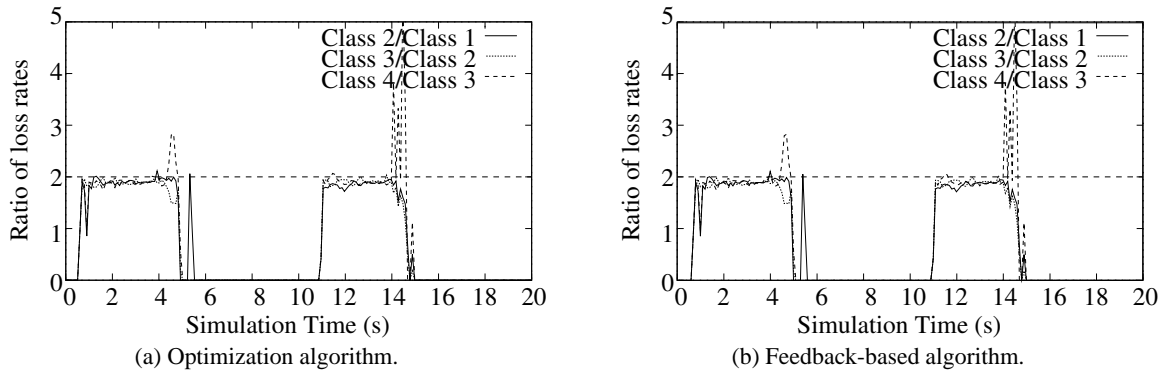 Ratio of loss rates
5
4
3
2
1
0
Class 2/Class 1
Class 3/Class 2
Class 4/Class 3
0 2 4 6 8 10 12 14 16 18 20
Simulation Time (s)
(a) Optimization algorithm.
Ratio of loss rates
5
4
3
2
1
0
Class 2/Class 1
Class 3/Class 2
Class 4/Class 3
0 2 4 6 8 10 12 14 16 18 20
Simulation Time (s)
(b) Feedback-based algorithm.